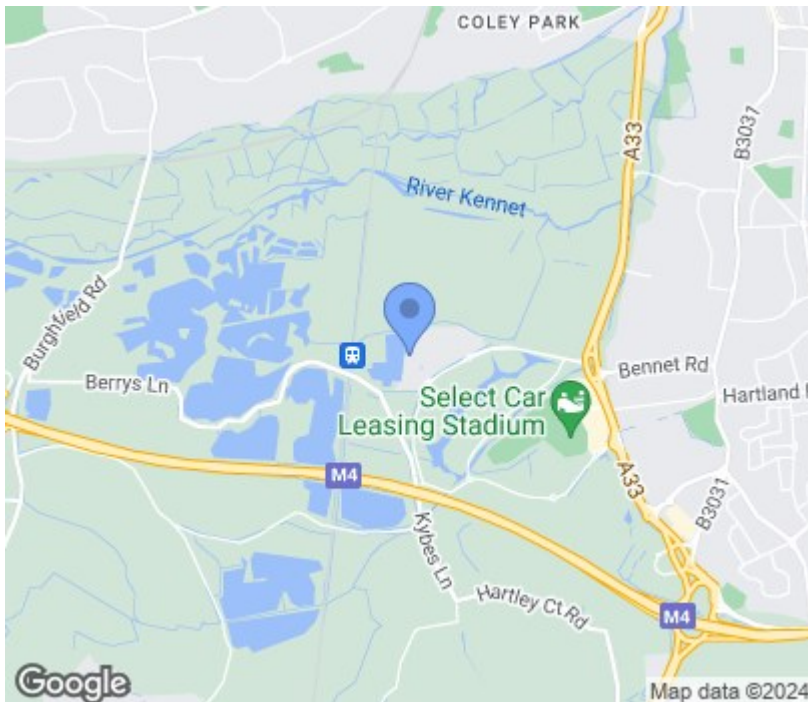 COLEY PARK
A33
B3031
River Kennet
Burghfield Rd
Berrys Ln
Bennet Rd
Select Car
Leasing Stadium
Hartland
M4
A33
B3031
Kybes Ln
Hartley Ct Rd
M4
Google
Map data ©2024